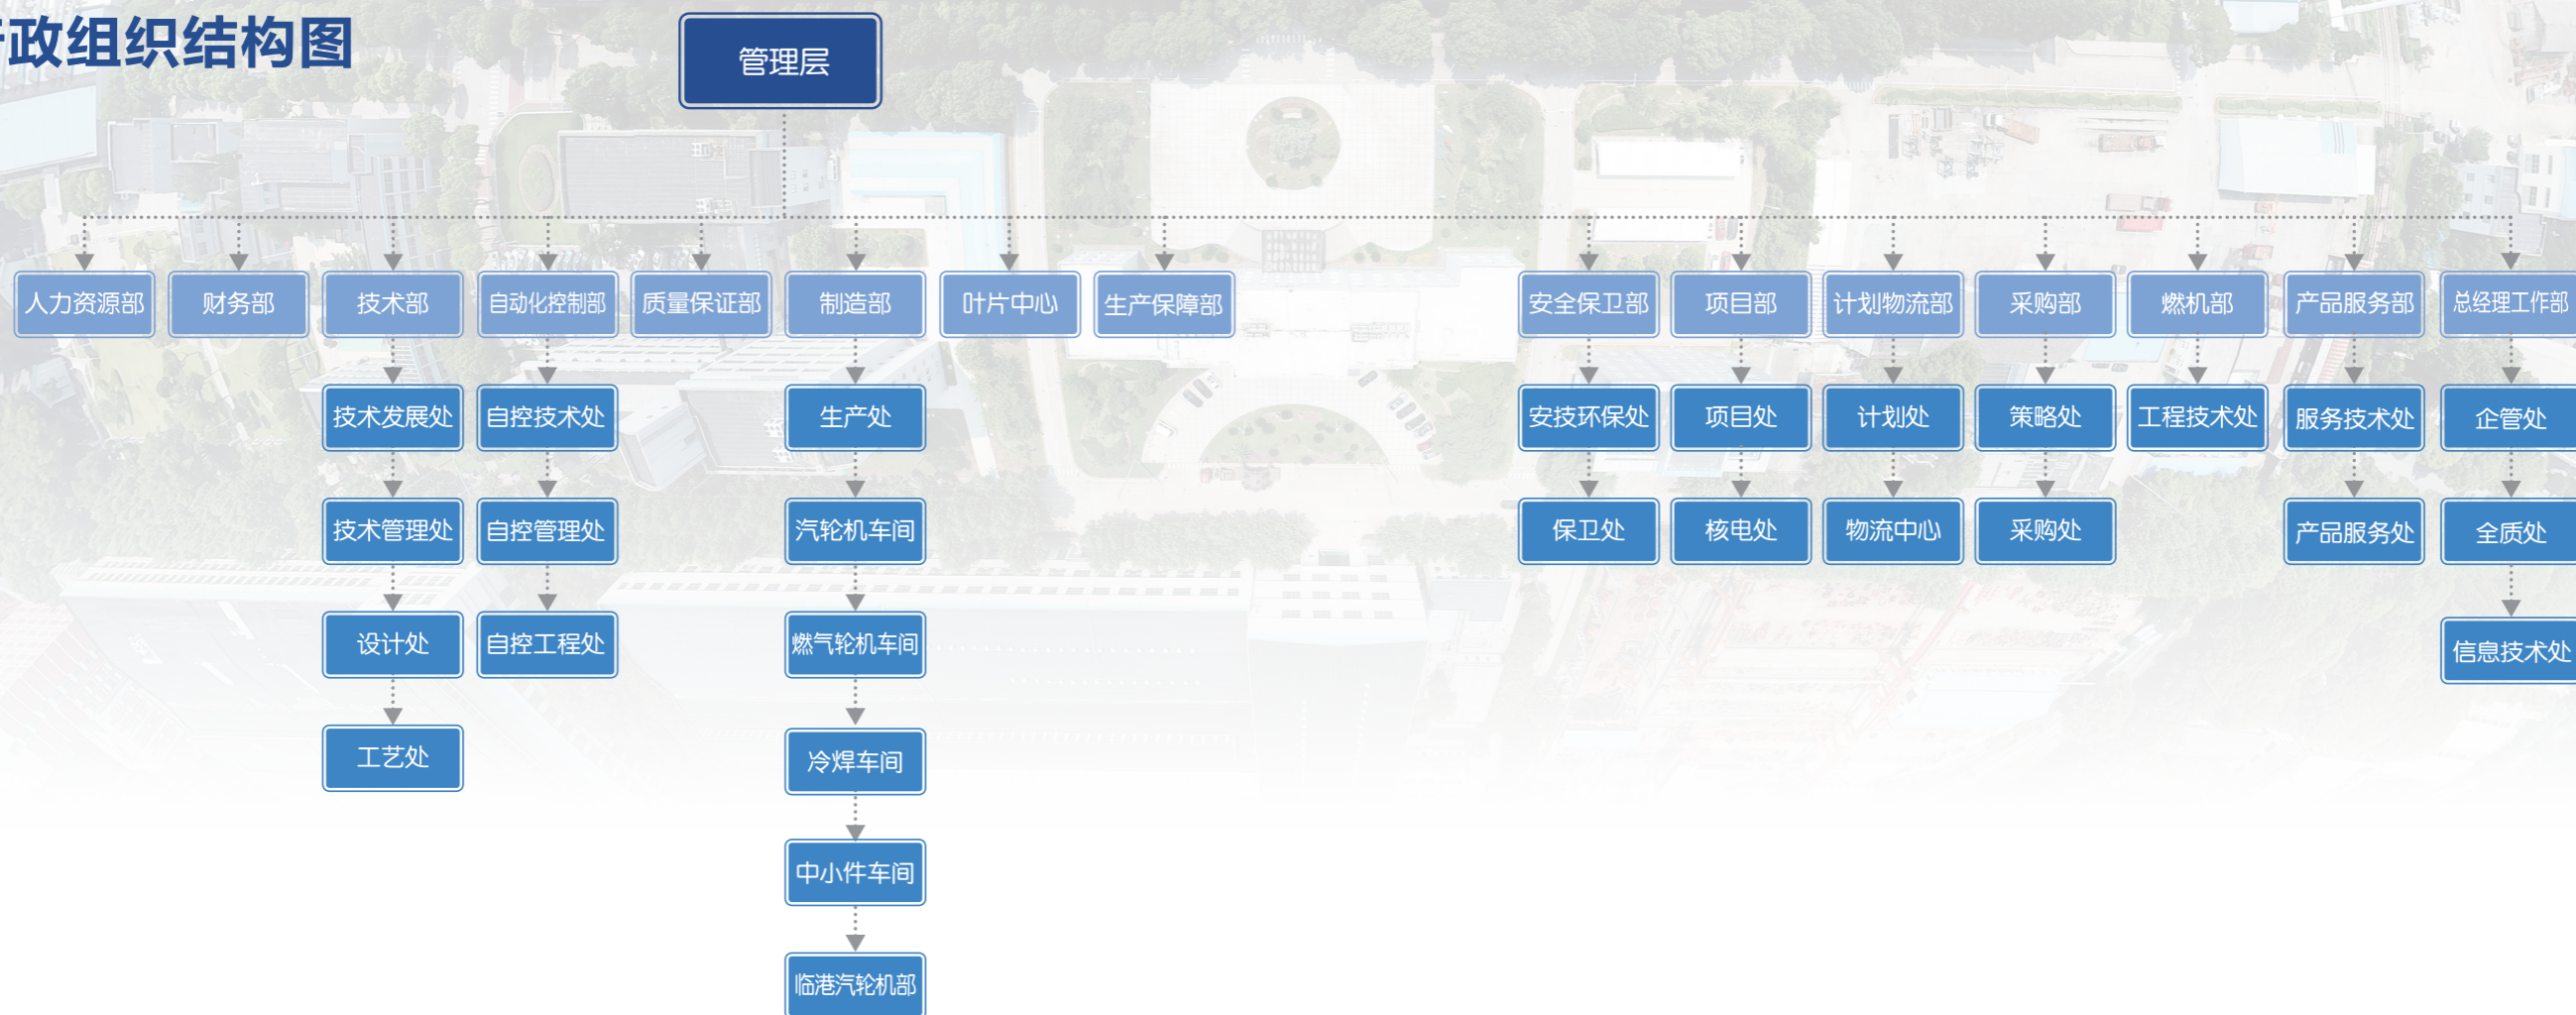 政组织结构图
管理层
人力资源部
财务部
技术部
自动化控制部
质量保证部
制造部
叶片中心
生产保障部
安全保卫部
项目部
计划物流部
采购部
燃机部
产品服务部
总经理工作部
技术发展处
自控技术处
生产处
安技环保处
项目处
计划处
策略处
工程技术处
服务技术处
企管处
技术管理处
自控管理处
汽轮机车间
保卫处
核电处
物流中心
采购处
产品服务处
全质处
设计处
自控工程处
燃气轮机车间
信息技术处
工艺处
冷焊车间
中小件车间
临港汽轮机部